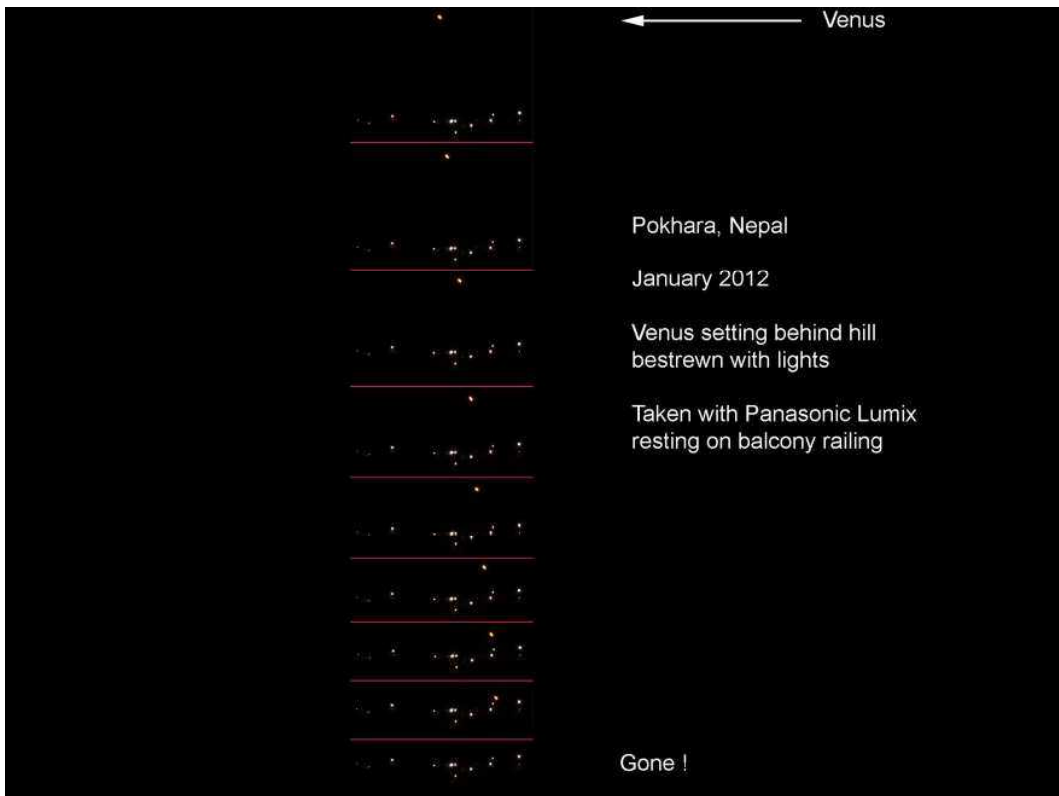 Venus
Pokhara, Nepal
January 2012
Venus setting behind hill
bestrewn with lights
Taken with Panasonic Lumix
resting on balcony railing
Gone !